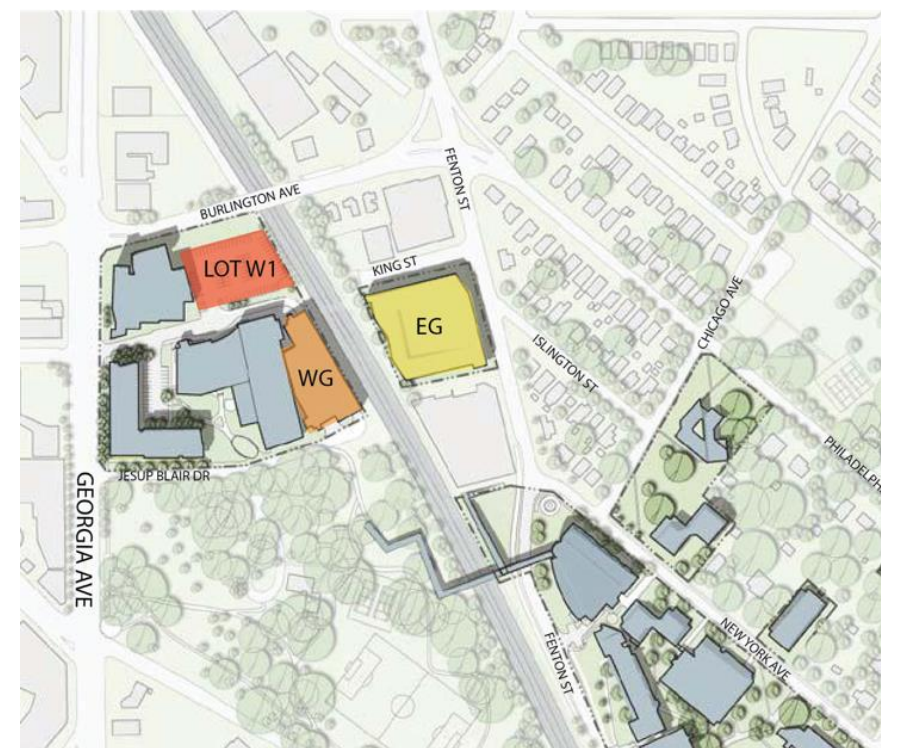 FENTON ST
BURLINGTON AVE
LOT W1
KING ST
EG
CHICAGO AVE
ISLINGTON ST
WG
PHILADELPH
JESUP BLAIR DR
GEORGIA AVE
NEW YORK AVE
FENTON ST